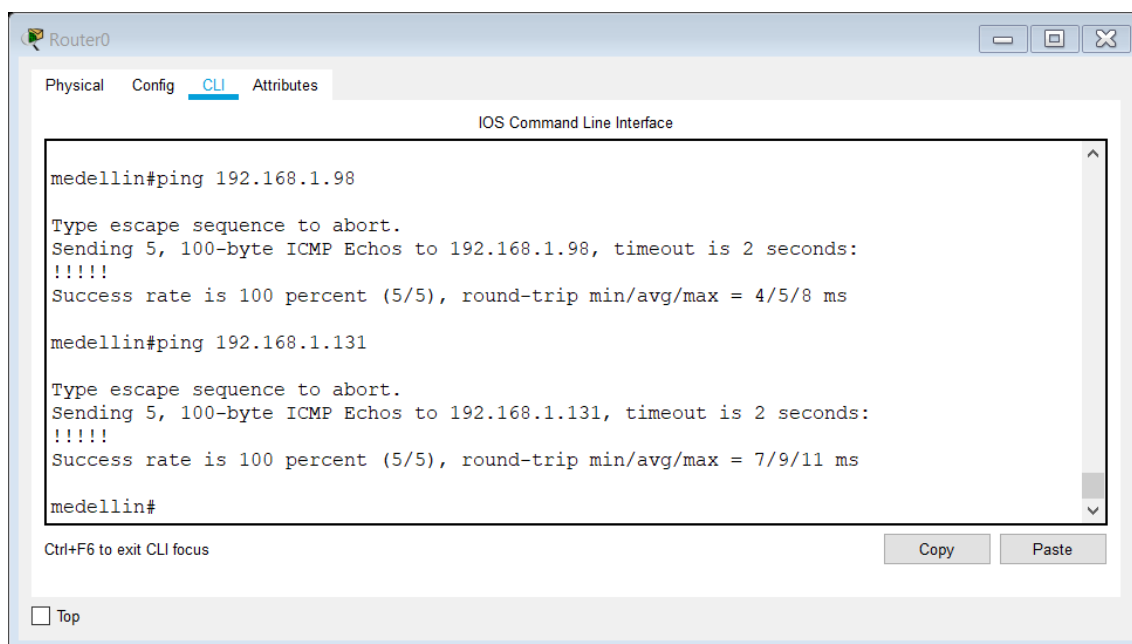 Router0
Physical Config CLI Attributes
IOS Command Line Interface
medellin#ping 192.168.1.98
Type escape sequence to abort.
Sending 5, 100-byte ICMP Echos to 192.168.1.98, timeout is 2 seconds:
!!!!!
Success rate is 100 percent (5/5), round-trip min/avg/max = 4/5/8 ms
medellin#ping 192.168.1.131
Type escape sequence to abort.
Sending 5, 100-byte ICMP Echos to 192.168.1.131, timeout is 2 seconds:
!!!!!
Success rate is 100 percent (5/5), round-trip min/avg/max = 7/9/11 ms
medellin#
Ctrl+F6 to exit CLI focus
Copy Paste
Top